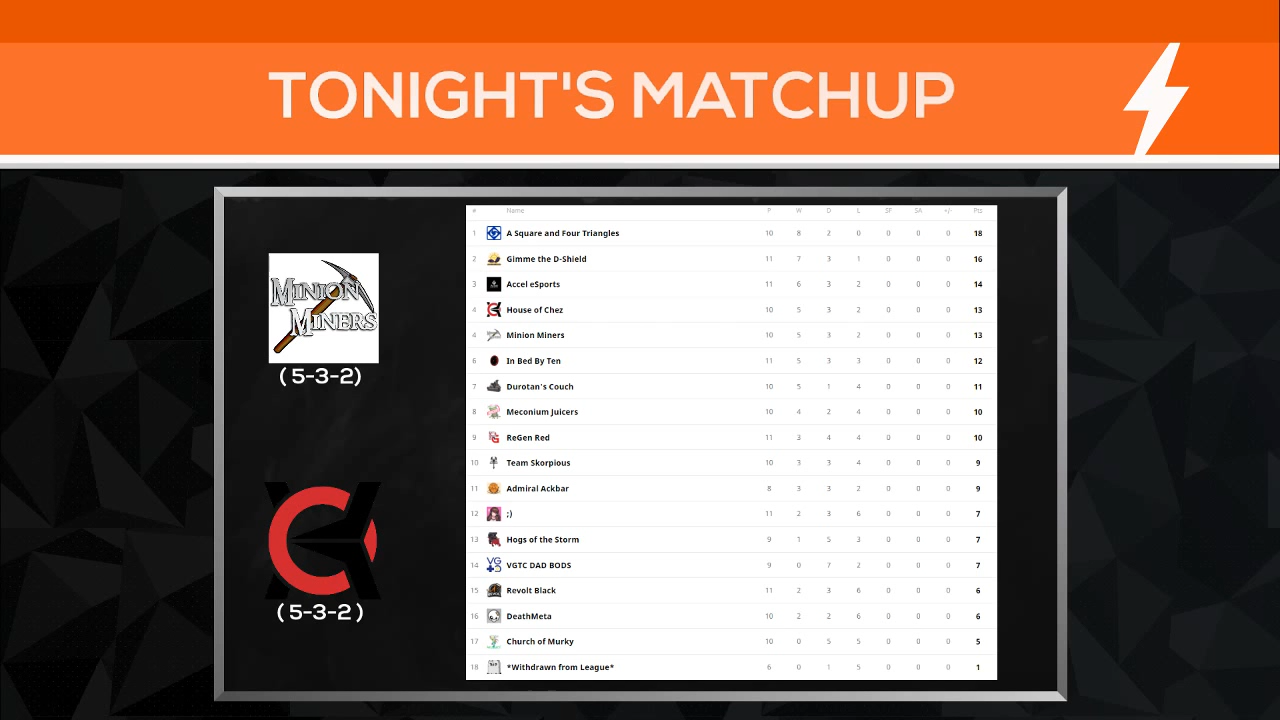 TONIGHT'S MATCHUP
MINION
MINERS
(5-3-2)
(5-3-2)
# Name P W D L SF SA +/- Pts
1 A Square and Four Triangles 10 8 2 0 0 0 0 18
2 Gimme the D-Shield 11 7 3 1 0 0 0 16
3 Accel eSports 11 6 3 2 0 0 0 14
4 House of Chez 10 5 3 2 0 0 0 13
4 Minion Miners 10 5 3 2 0 0 0 13
6 In Bed By Ten 11 5 3 3 0 0 0 12
7 Durotan's Couch 10 5 1 4 0 0 0 11
8 Meconium Juicers 10 4 2 4 0 0 0 10
9 ReGen Red 11 3 4 4 0 0 0 10
10 Team Skorpious 10 3 3 4 0 0 0 9
11 Admiral Ackbar 8 3 3 2 0 0 0 9
12 ;) 11 2 3 6 0 0 0 7
13 Hogs of the Storm 9 1 5 3 0 0 0 7
14 VGTC DAD BODS 9 0 7 2 0 0 0 7
15 Revolt Black 11 2 3 6 0 0 0 6
16 DeathMeta 10 2 2 6 0 0 0 6
17 Church of Murky 10 0 5 5 0 0 0 5
18 *Withdrawn from League* 6 0 1 5 0 0 0 1